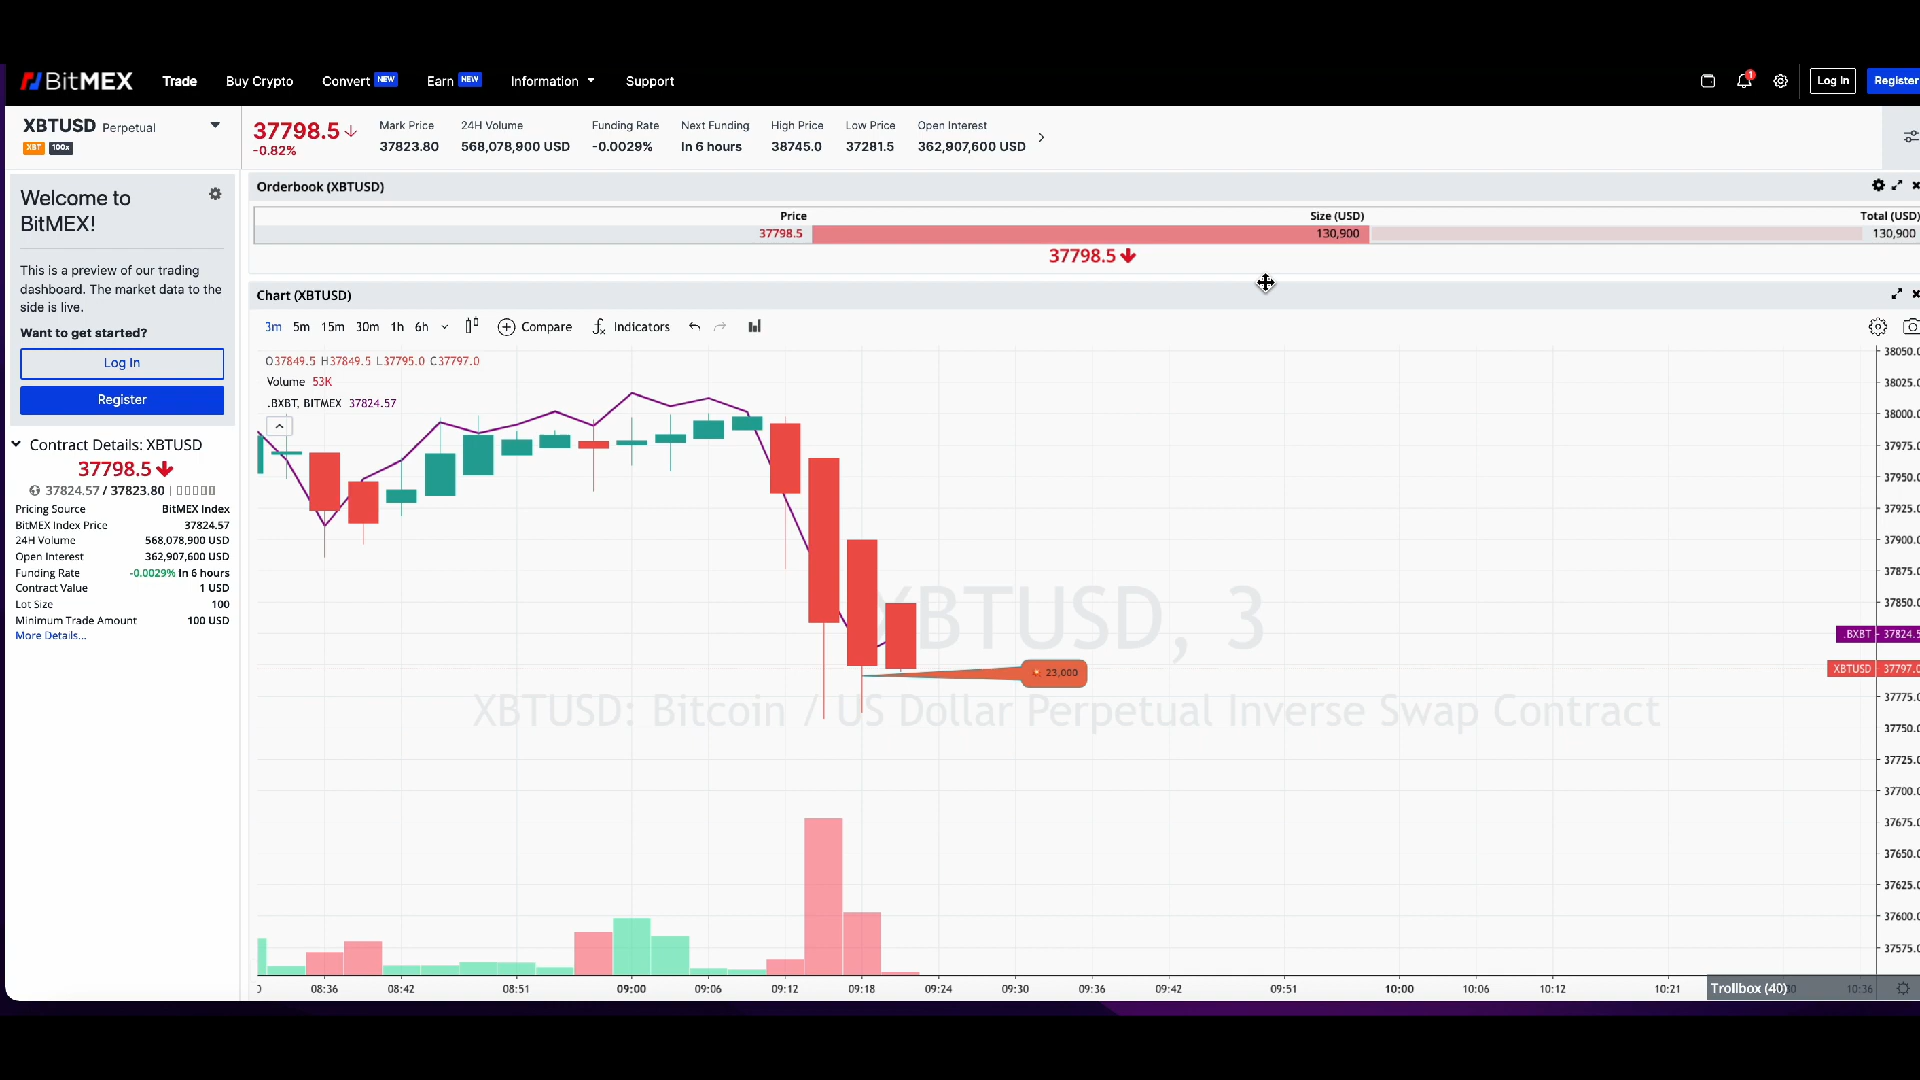 BitMEX Trade Buy Crypto Convert NEW Earn NEW Information Support 1 Log In Register
XBTUSD Perpetual
XBT 100x
37798.5
-0.82%
Mark Price 24H Volume Funding Rate Next Funding High Price Low Price Open Interest
37823.80 568,078,900 USD -0.0029% In 6 hours 38745.0 37281.5 362,907,600 USD
Welcome to
BitMEX!
This is a preview of our trading
dashboard. The market data to the
side is live.
Want to get started?
Log In
Register
Contract Details: XBTUSD
37798.5
37824.57 / 37823.80
Pricing Source BitMEX Index
BitMEX Index Price 37824.57
24H Volume 568,078,900 USD
Open Interest 362,907,600 USD
Funding Rate -0.0029% In 6 hours
Contract Value 1 USD
Lot Size 100
Minimum Trade Amount 100 USD
More Details...
Orderbook (XBTUSD)
Price Size (USD) Total (USD)
37798.5 130,900 130,900
37798.5
Chart (XBTUSD)
3m 5m 15m 30m 1h 6h Compare Indicators
O37849.5 H37849.5 L37795.0 C37797.0
Volume 53K
.BXBT, BITMEX 37824.57
XBTUSD, 3
XBTUSD: Bitcoin / US Dollar Perpetual Inverse Swap Contract
23,000
38050.0
38025.0
38000.0
37975.0
37950.0
37925.0
37900.0
37875.0
37850.0
.BXBT 37824.5
XBTUSD 37797.0
37775.0
37750.0
37725.0
37700.0
37675.0
37650.0
37625.0
37600.0
37575.0
08:36 08:42 08:51 09:00 09:06 09:12 09:18 09:24 09:30 09:36 09:42 09:51 10:00 10:06 10:12 10:21 10:36
Trollbox (40)